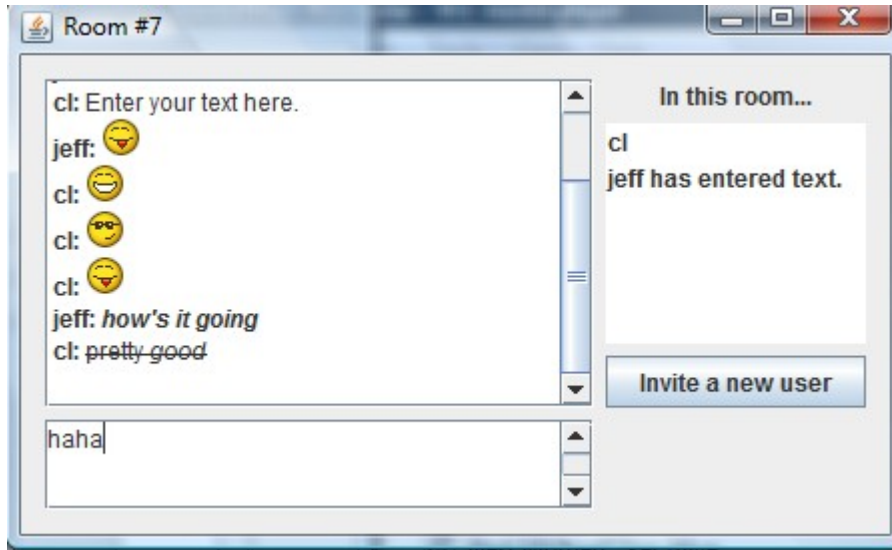 Room #7
cl: Enter your text here.
jeff:
cl:
cl:
cl:
jeff: how's it going
cl: pretty good
haha
In this room...
cl
jeff has entered text.
Invite a new user